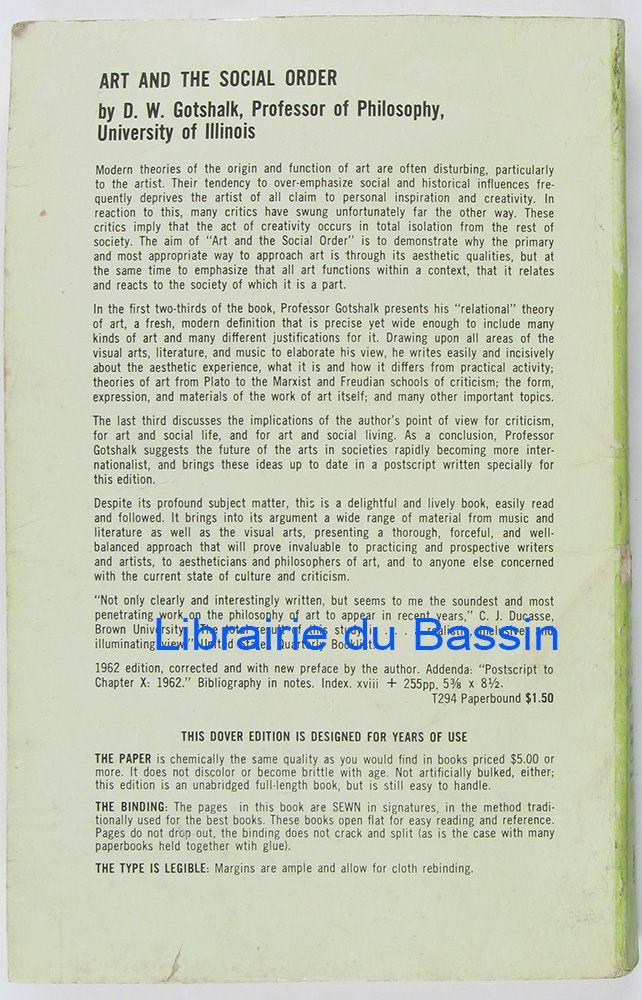 ART AND THE SOCIAL ORDER
by D. W. Gotshalk, Professor of Philosophy,
University of Illinois
Modern theories of the origin and function of art are often disturbing, particularly
to the artist. Their tendency to over-emphasize social and historical influences fre-
quently deprives the artist of all claim to personal inspiration and creativity. In
reaction to this, many critics have swung unfortunately far the other way. These
critics imply that the act of creativity occurs in total isolation from the rest of
society. The aim of "Art and the Social Order" is to demonstrate why the primary
and most appropriate way to approach art is through its aesthetic qualities, but at
the same time to emphasize that all art functions within a context, that it relates
and reacts to the society of which it is a part.
In the first two-thirds of the book, Professor Gotshalk presents his "relational" theory
of art, a fresh, modern definition that is precise yet wide enough to include many
kinds of art and many different justifications for it. Drawing upon all areas of the
visual arts, literature, and music to elaborate his view, he writes easily and incisively
about the aesthetic experience, what it is and how it differs from practical activity;
theories of art from Plato to the Marxist and Freudian schools of criticism; the form,
expression, and materials of the work of art itself; and many other important topics.
The last third discusses the implications of the author's point of view for criticism,
for art and social life, and for art and social living. As a conclusion, Professor
Gotshalk suggests the future of the arts in societies rapidly becoming more inter-
nationalist, and brings these ideas up to date in a postscript written specially for
this edition.
Despite its profound subject matter, this is a delightful and lively book, easily read
and followed. It brings into its argument a wide range of material from music and
literature as well as the visual arts, presenting a thorough, forceful, and well-
balanced approach that will prove invaluable to practicing and prospective writers
and artists, to aestheticians and philosophers of art, and to anyone else concerned
with the current state of culture and criticism.
"Not only clearly and interestingly written, but seems to me the soundest and most
penetrating work on the philosophy of art to appear in recent years," C. J. Ducasse,
Brown University. of this study and
illuminating view," United States Quarterly Booklist.
Librairie du Bassin
1962 edition, corrected and with new preface by the author. Addenda: "Postscript to
Chapter X: 1962." Bibliography in notes. Index. xviii + 255pp. 5⅜ x 8½.
T294 Paperbound $1.50
THIS DOVER EDITION IS DESIGNED FOR YEARS OF USE
THE PAPER is chemically the same quality as you would find in books priced $5.00 or
more. It does not discolor or become brittle with age. Not artificially bulked, either;
this edition is an unabridged full-length book, but is still easy to handle.
THE BINDING: The pages in this book are SEWN in signatures, in the method tradi-
tionally used for the best books. These books open flat for easy reading and reference.
Pages do not drop out, the binding does not crack and split (as is the case with many
paperbooks held together wtih glue).
THE TYPE IS LEGIBLE: Margins are ample and allow for cloth rebinding.